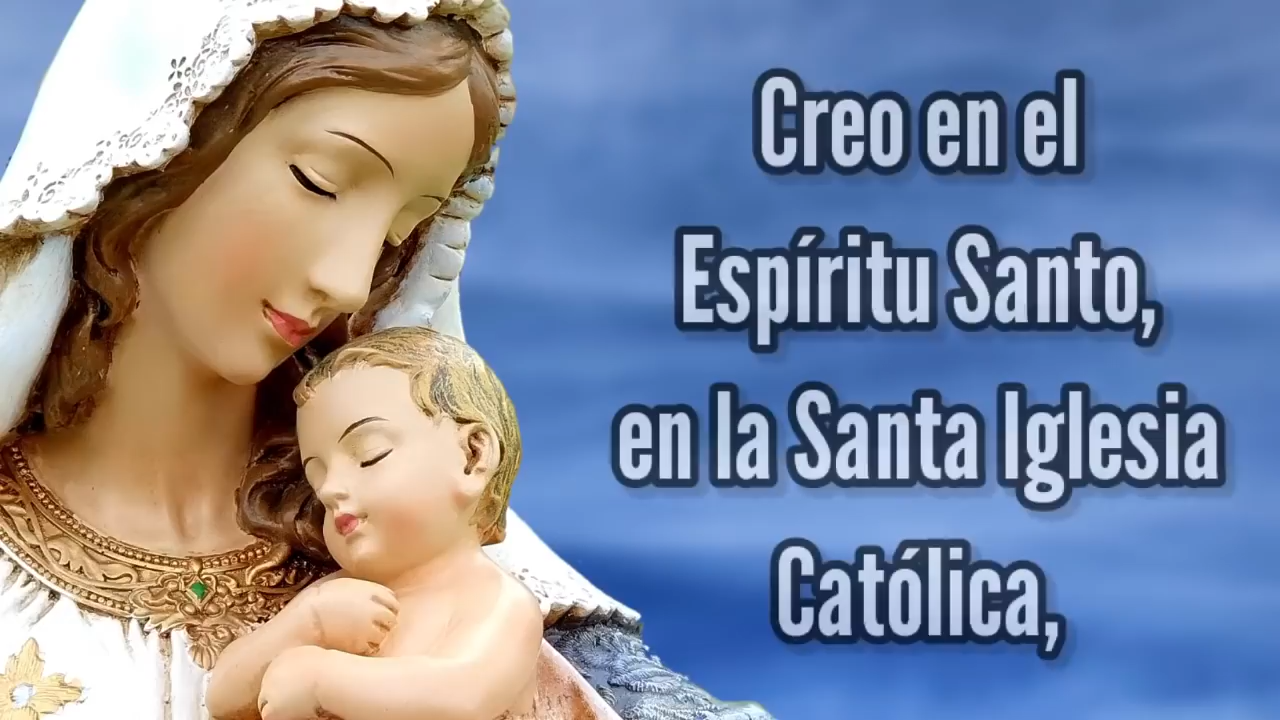 Creo en el
Espíritu Santo,
en la Santa Iglesia
Católica,